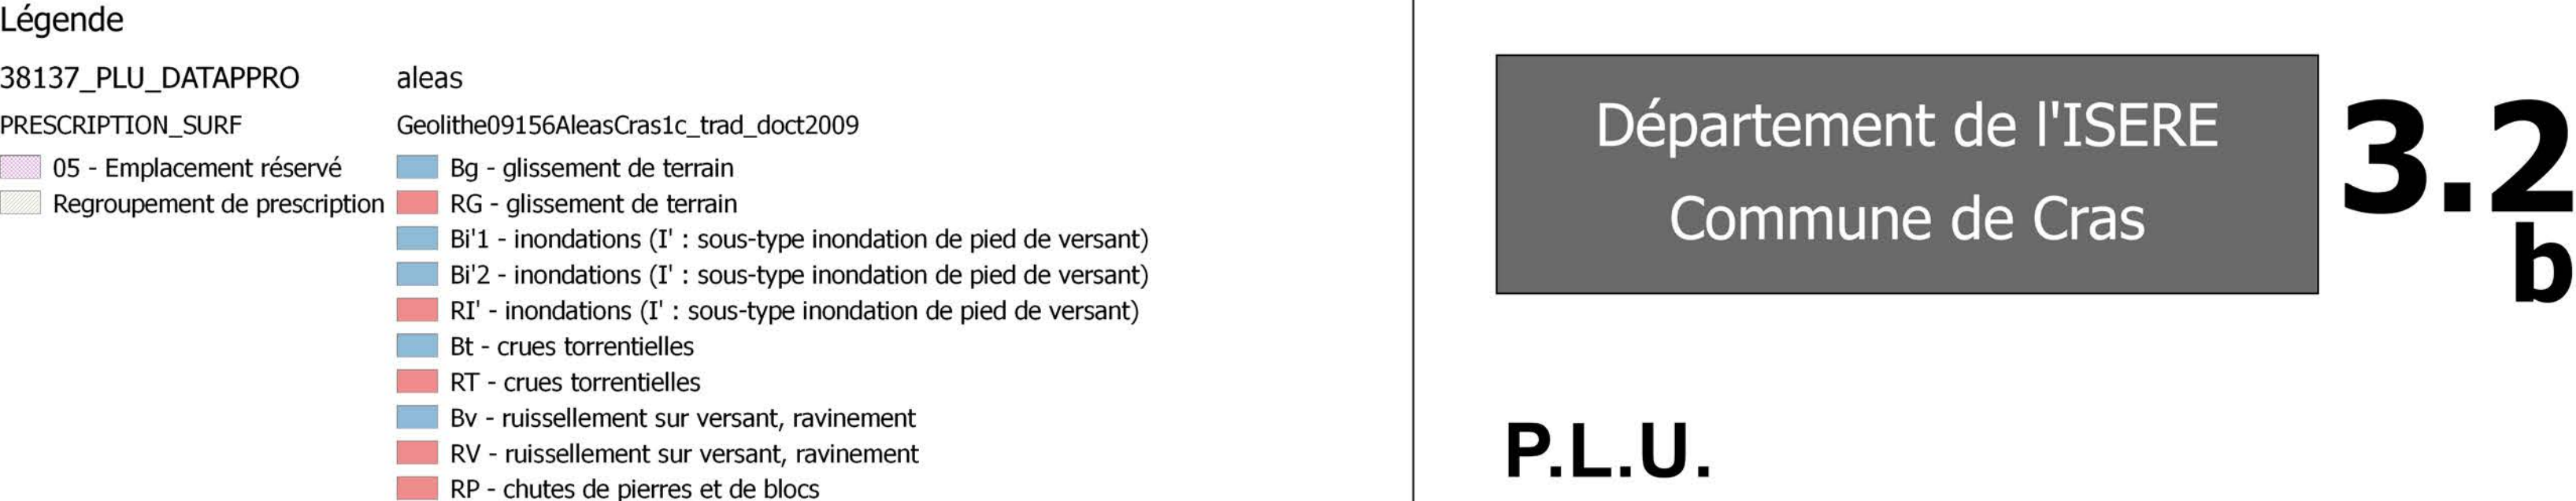 Légende
38137_PLU_DATAPPRO
PRESCRIPTION_SURF
05 - Emplacement réservé
Regroupement de prescription
aleas
Geolithe09156AleasCras1c_trad_doct2009
Bg - glissement de terrain
RG - glissement de terrain
Bi'1 - inondations (I' : sous-type inondation de pied de versant)
Bi'2 - inondations (I' : sous-type inondation de pied de versant)
RI' - inondations (I' : sous-type inondation de pied de versant)
Bt - crues torrentielles
RT - crues torrentielles
Bv - ruissellement sur versant, ravinement
RV - ruissellement sur versant, ravinement
RP - chutes de pierres et de blocs
Département de l'ISERE
Commune de Cras
3.2
b
P.L.U.